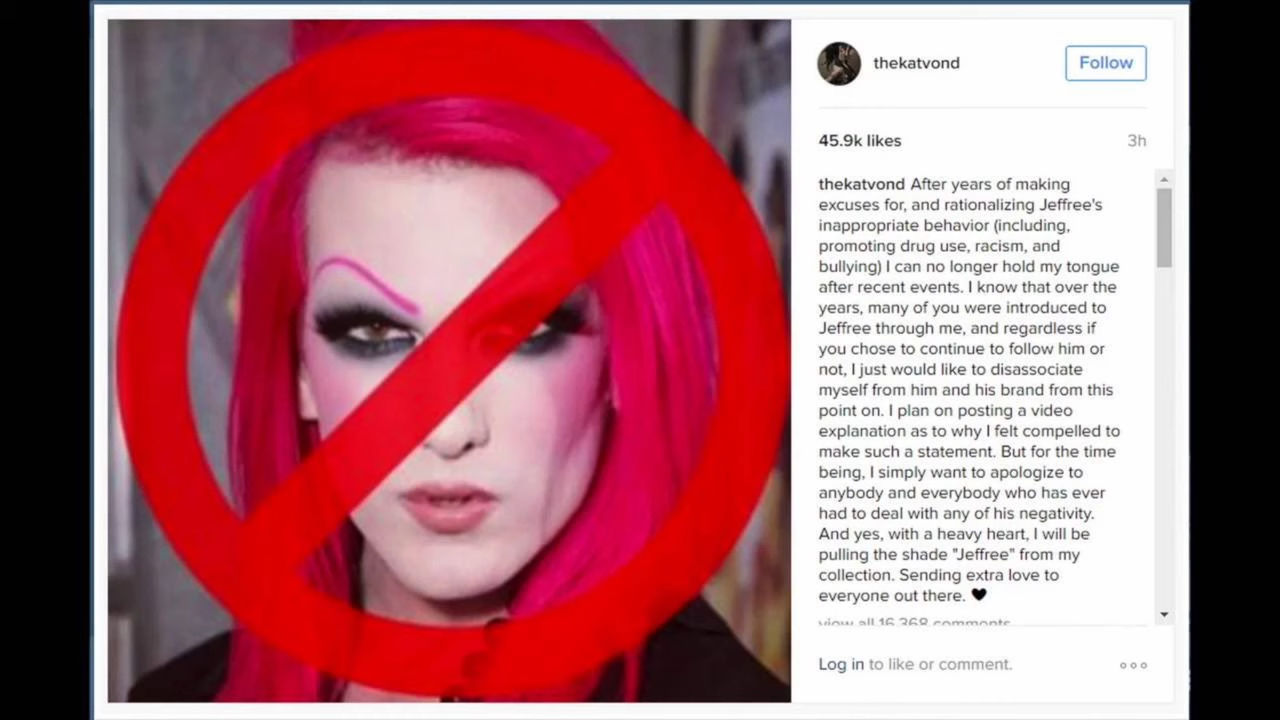 thekatvond
Follow
45.9k likes
3h
thekatvond After years of making
excuses for, and rationalizing Jeffree's
inappropriate behavior (including,
promoting drug use, racism, and
bullying) I can no longer hold my tongue
after recent events. I know that over the
years, many of you were introduced to
Jeffree through me, and regardless if
you chose to continue to follow him or
not, I just would like to disassociate
myself from him and his brand from this
point on. I plan on posting a video
explanation as to why I felt compelled to
make such a statement. But for the time
being, I simply want to apologize to
anybody and everybody who has ever
had to deal with any of his negativity.
And yes, with a heavy heart, I will be
pulling the shade "Jeffree" from my
collection. Sending extra love to
everyone out there. 🖤
view all 16,368 comments
Log in to like or comment.